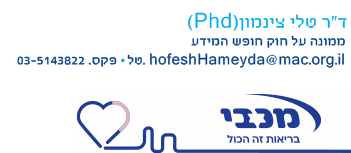 ד"ר טלי צינמון(Phd)
ממונה על חוק חופש המידע
hofeshHameyda@mac.org.il .טל • פקס. 03-5143822
מכבי
בריאות זה הכול